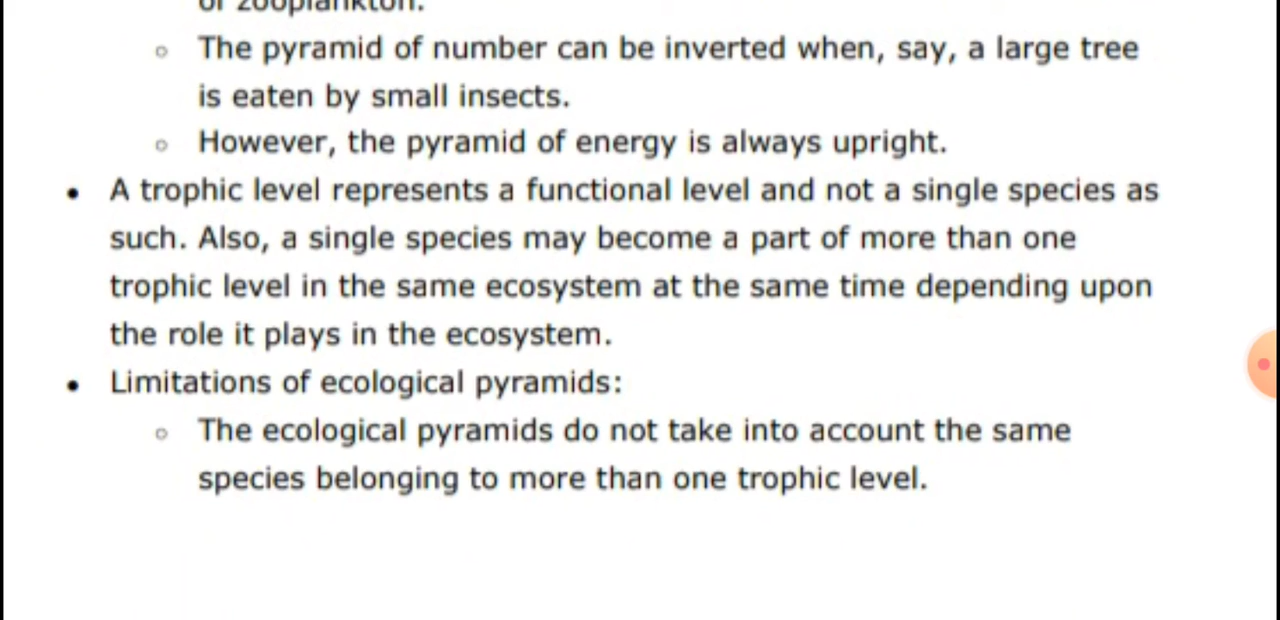 of zooplankton.
○ The pyramid of number can be inverted when, say, a large tree
is eaten by small insects.
○ However, the pyramid of energy is always upright.
• A trophic level represents a functional level and not a single species as
such. Also, a single species may become a part of more than one
trophic level in the same ecosystem at the same time depending upon
the role it plays in the ecosystem.
• Limitations of ecological pyramids:
○ The ecological pyramids do not take into account the same
species belonging to more than one trophic level.